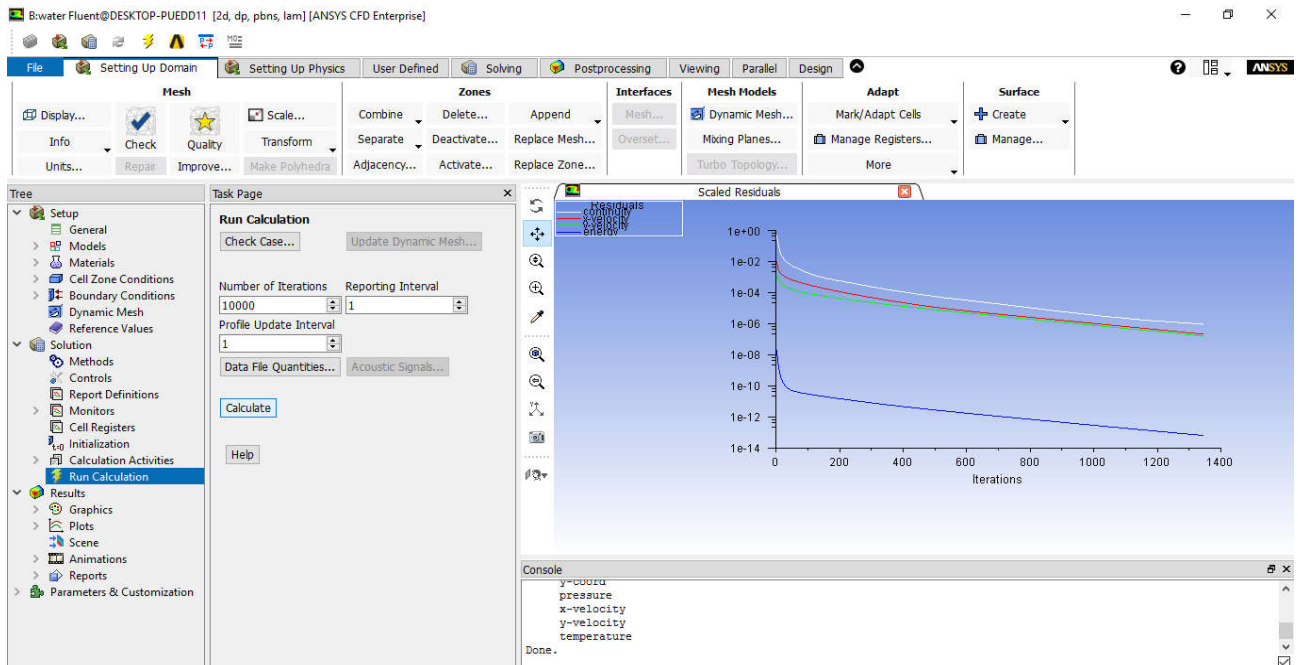 B:water Fluent@DESKTOP-PUEDD11 [2d, dp, pbns, lam] [ANSYS CFD Enterprise]
File Setting Up Domain Setting Up Physics User Defined Solving Postprocessing Viewing Parallel Design ANSYS
Mesh Zones Interfaces Mesh Models Adapt Surface
Display... Scale... Combine Delete... Append Mesh... Dynamic Mesh... Mark/Adapt Cells Create
Info Check Quality Transform Separate Deactivate... Replace Mesh... Overset... Mixing Planes... Manage Registers... Manage...
Units... Repair Improve... Make Polyhedra Adjacency... Activate... Replace Zone... Turbo Topology... More
Tree
Setup
General
Models
Materials
Cell Zone Conditions
Boundary Conditions
Dynamic Mesh
Reference Values
Solution
Methods
Controls
Report Definitions
Monitors
Cell Registers
t=0 Initialization
Calculation Activities
Run Calculation
Results
Graphics
Plots
Scene
Animations
Reports
Parameters & Customization
Task Page
Run Calculation
Check Case... Update Dynamic Mesh...
Number of Iterations Reporting Interval
10000 1
Profile Update Interval
1
Data File Quantities... Acoustic Signals...
Calculate
Help
Scaled Residuals
Residuals
continuity
x-velocity
y-velocity
energy
1e+00
1e-02
1e-04
1e-06
1e-08
1e-10
1e-12
1e-14
0 200 400 600 800 1000 1200 1400
Iterations
Console
y-coord
pressure
x-velocity
y-velocity
temperature
Done.